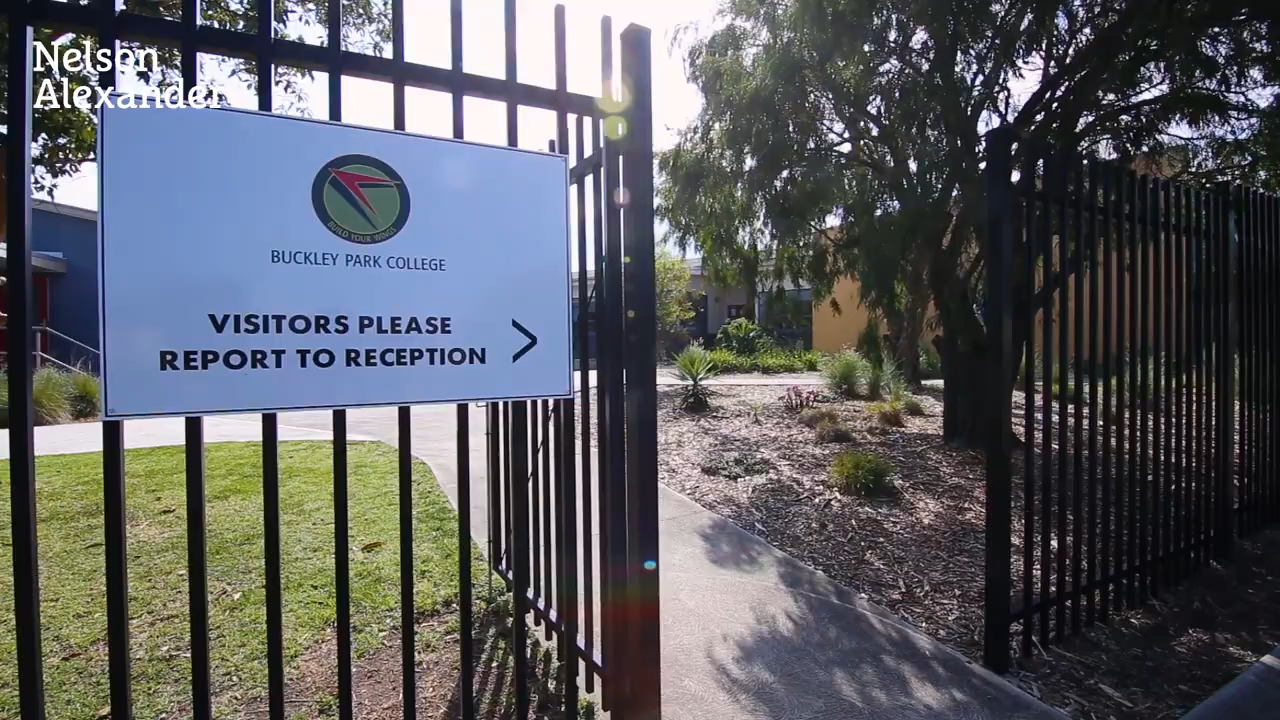 Nelson
Alexander
BUILD YOUR WINGS
BUCKLEY PARK COLLEGE
VISITORS PLEASE
REPORT TO RECEPTION >